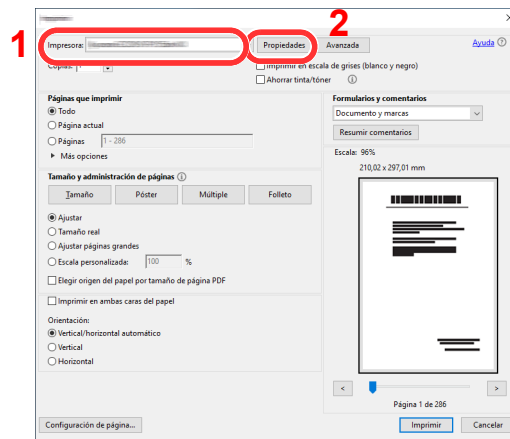 1
2
Impresora:
Propiedades
Avanzada
Ayuda
Copias:
Imprimir en escala de grises (blanco y negro)
Ahorrar tinta/tóner
Páginas que imprimir
Todo
Página actual
Páginas
1 - 286
Más opciones
Formularios y comentarios
Documento y marcas
Resumir comentarios
Escala: 96%
210,02 x 297,01 mm
Tamaño y administración de páginas
Tamaño
Póster
Múltiple
Folleto
Ajustar
Tamaño real
Ajustar páginas grandes
Escala personalizada:
100
%
Elegir origen del papel por tamaño de página PDF
Imprimir en ambas caras del papel
Orientación:
Vertical/horizontal automático
Vertical
Horizontal
<
>
Página 1 de 286
Configuración de página...
Imprimir
Cancelar